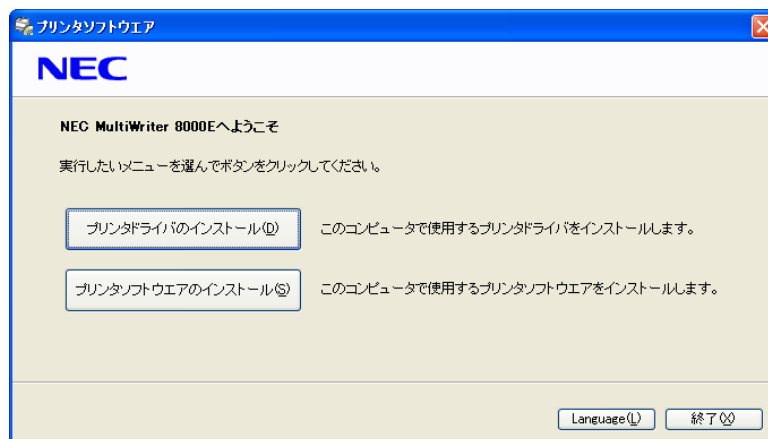 プリンタソフトウエア
NEC
NEC MultiWriter 8000Eへようこそ
実行したいメニューを選んでボタンをクリックしてください。
プリンタドライバのインストール(D) このコンピュータで使用するプリンタドライバをインストールします。
プリンタソフトウエアのインストール(S) このコンピュータで使用するプリンタソフトウエアをインストールします。
Language(L) 終了(X)